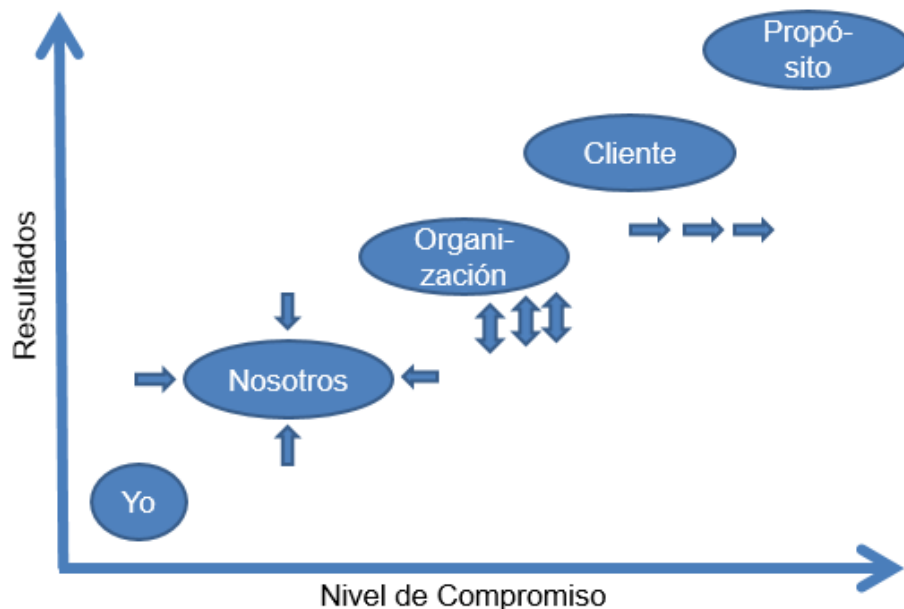 Propó-
sito
Cliente
Organi-
zación
Nosotros
Yo
Resultados
Nivel de Compromiso